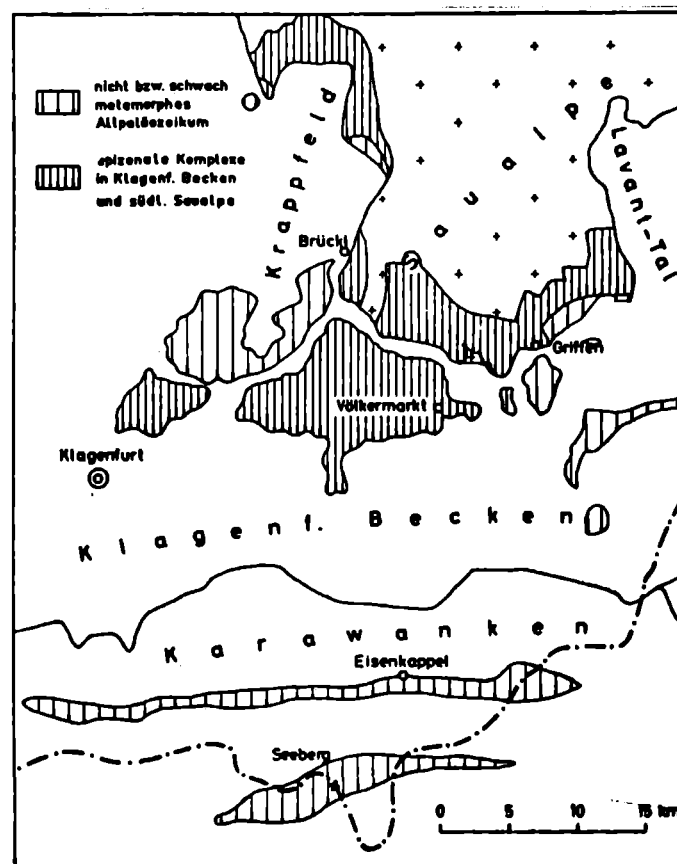 nicht bzw. schwach
metamorphes
Altpaläozoikum
epizonale Komplexe
in Klagenf. Becken
und südl. Saualpe
Krappfeld
Saualpe
Lavant-Tal
Brückl
Griffen
Völkermarkt
Klagenfurt
Klagenf. Becken
Karawanken
Eisenkappel
Seeberg
0 5 10 15 km